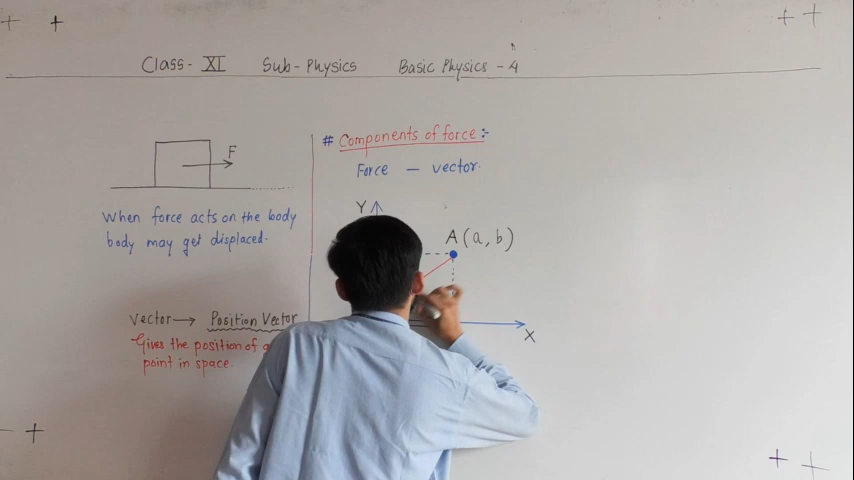 Class - XI Sub - Physics Basic Physics - 4
F
When force acts on the body
body may get displaced.
Vector → Position Vector
Gives the position of a
point in space.
# Components of force :-
Force - vector.
Y
A (a, b)
X